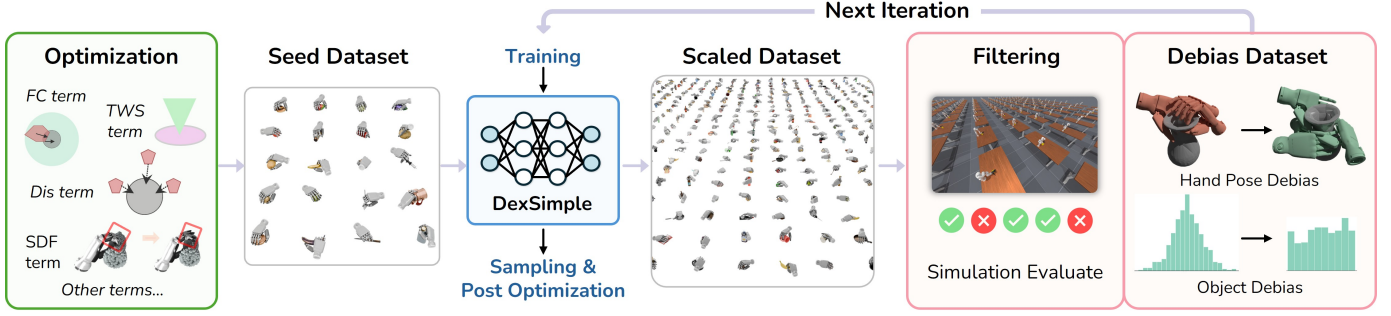 Next Iteration
Optimization
FC term
TWS
term
Dis term
SDF
term
Other terms...
Seed Dataset
Training
DexSimple
Sampling &
Post Optimization
Scaled Dataset
Filtering
Simulation Evaluate
Debias Dataset
Hand Pose Debias
Object Debias